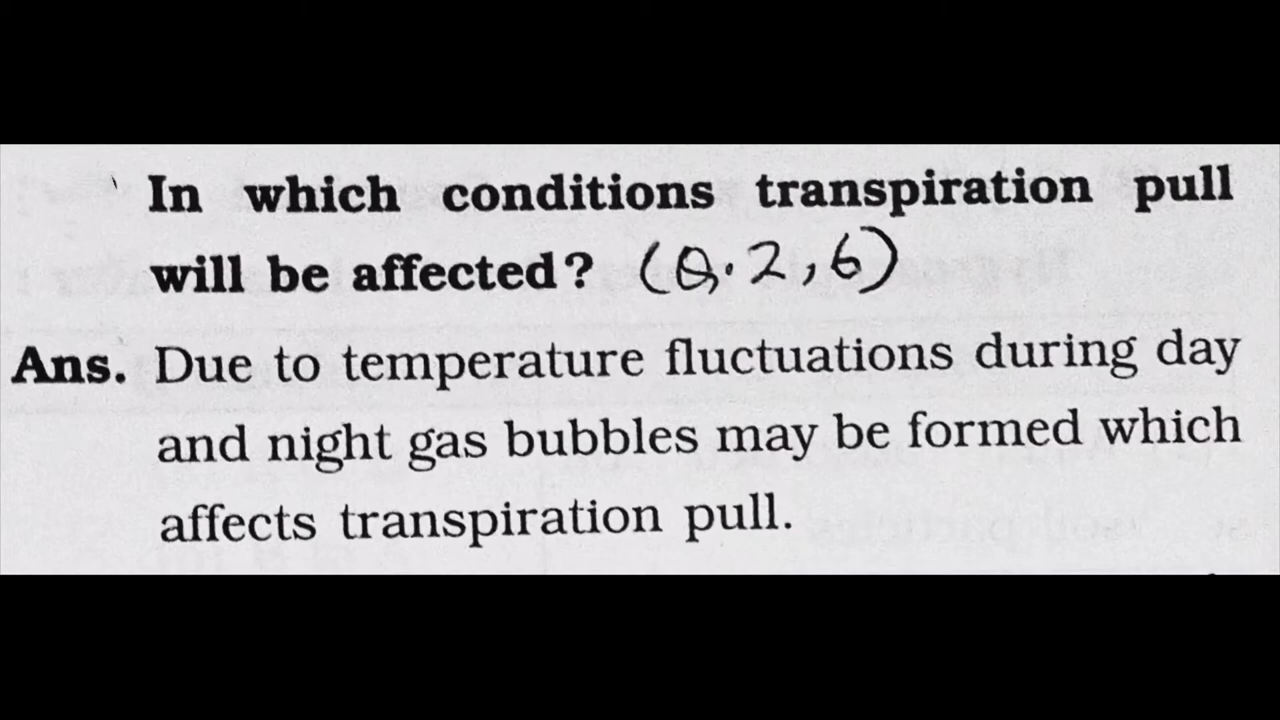 In which conditions transpiration pull
will be affected? (Q. 2, 6)
Ans. Due to temperature fluctuations during day
and night gas bubbles may be formed which
affects transpiration pull.